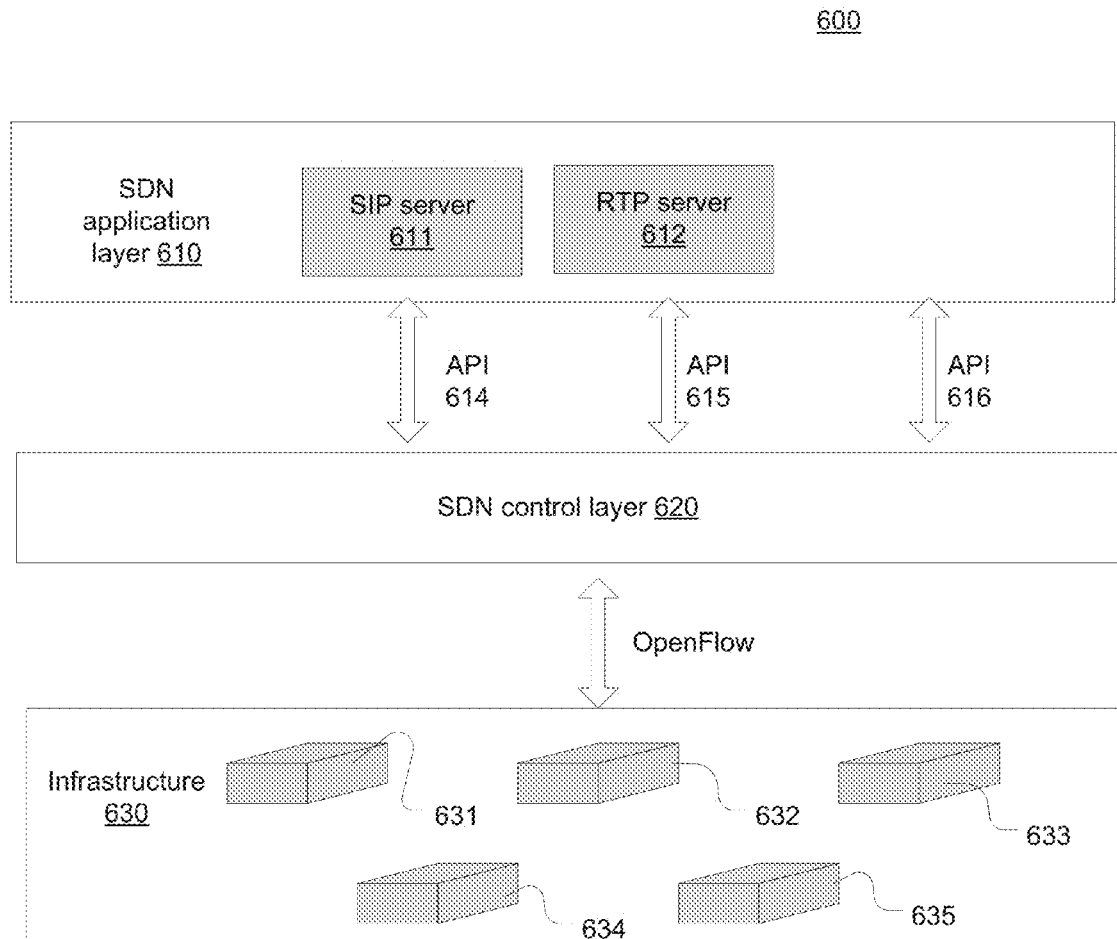 600
SDN
application
layer 610
SIP server
611
RTP server
612
API
614
API
615
API
616
SDN control layer 620
OpenFlow
Infrastructure
630
631
632
633
634
635